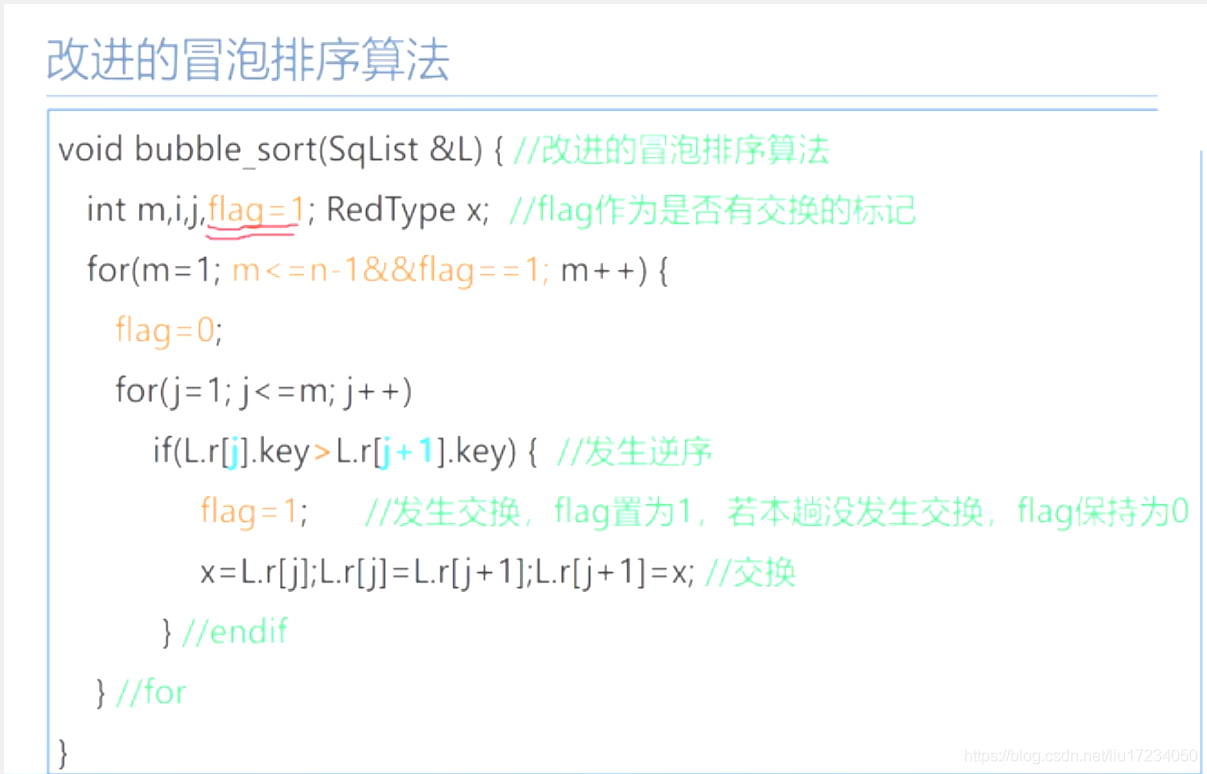 改进的冒泡排序算法
void bubble_sort(SqList &L) { //改进的冒泡排序算法
int m,i,j,flag=1; RedType x; //flag作为是否有交换的标记
for(m=1; m<=n-1&&flag==1; m++) {
flag=0;
for(j=1; j<=m; j++)
if(L.r[j].key>L.r[j+1].key) { //发生逆序
flag=1; //发生交换，flag置为1，若本趟没发生交换，flag保持为0
x=L.r[j];L.r[j]=L.r[j+1];L.r[j+1]=x; //交换
} //endif
} //for
}
https://blog.csdn.net/liu17234050